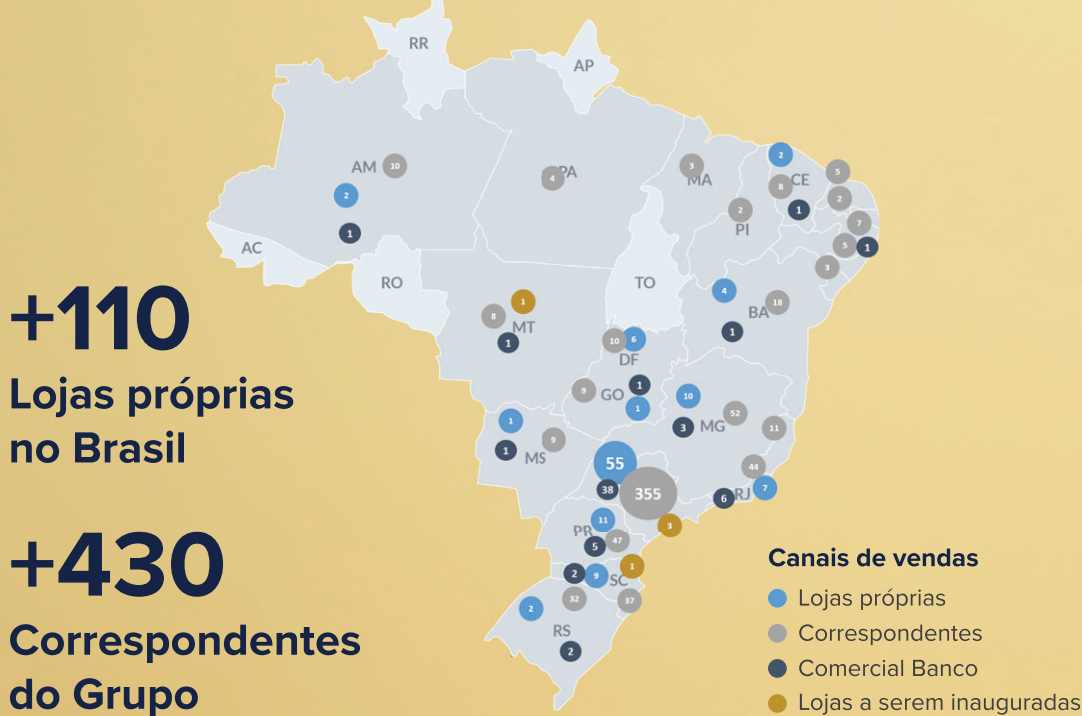 RR
AP
AM
10
4
PA
3
MA
2
8
CE
1
5
2
7
5
1
3
2
PI
2
1
AC
RO
TO
4
18
BA
1
+110
Lojas próprias
no Brasil
1
8
MT
1
10
6
DF
9
GO
1
1
10
52
3
MG
11
1
9
1
MS
55
38
355
44
7
6
RJ
11
PR
5
47
3
2
9
SC
1
2
32
37
RS
2
+430
Correspondentes
do Grupo
Canais de vendas
Lojas próprias
Correspondentes
Comercial Banco
Lojas a serem inauguradas